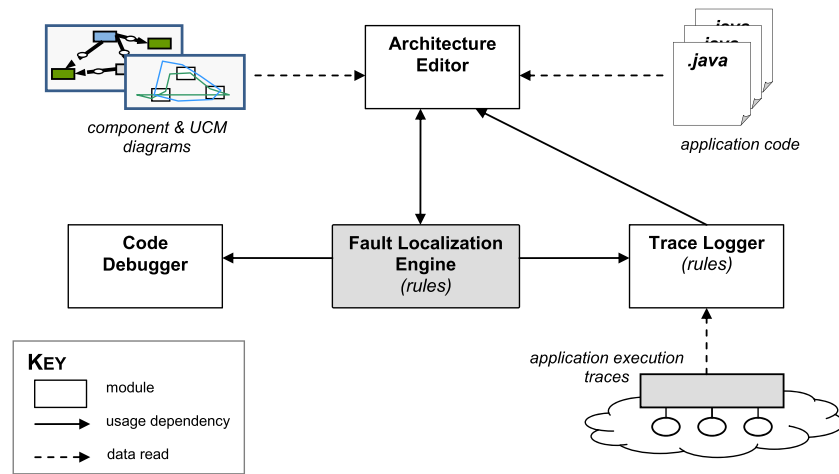 Architecture
Editor
.java
.java
.java
component & UCM
diagrams
application code
Code
Debugger
Fault Localization
Engine
(rules)
Trace Logger
(rules)
application execution
traces
KEY
module
usage dependency
data read